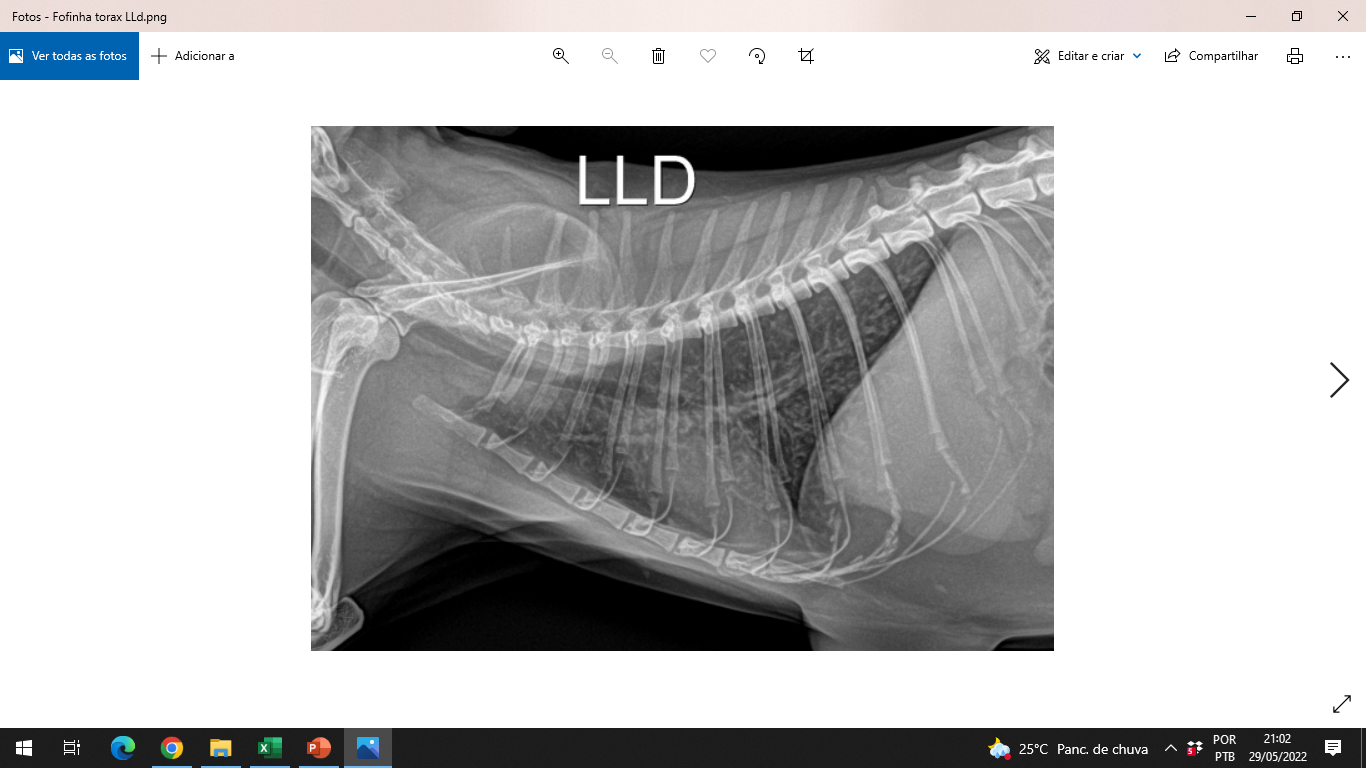 Fotos - Fofinha torax LLd.png
Ver todas as fotos
Adicionar a
Editar e criar
Compartilhar
LLD
25°C Panc. de chuva
POR
PTB
21:02
29/05/2022